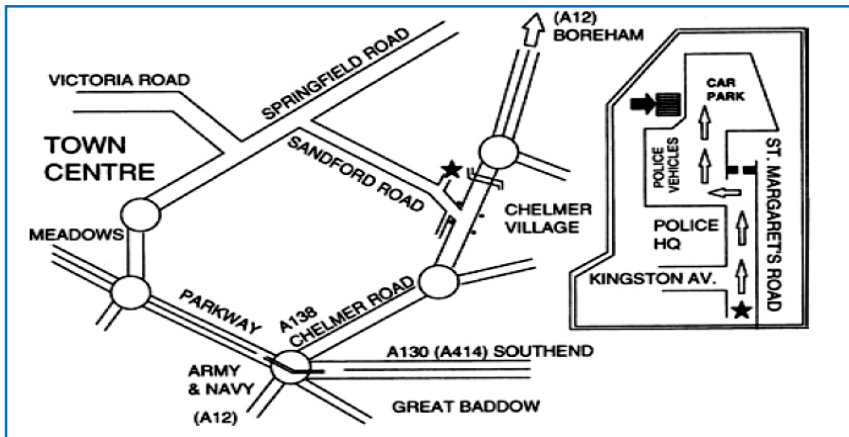 (A12)
BOREHAM
VICTORIA ROAD
SPRINGFIELD ROAD
TOWN
CENTRE
SANDFORD ROAD
CHELMER
VILLAGE
MEADOWS
PARKWAY
A138
CHELMER ROAD
ARMY
& NAVY
(A12)
A130 (A414) SOUTHEND
GREAT BADDOW
CAR
PARK
POLICE
VEHICLES
ST. MARGARET'S ROAD
POLICE
HQ
KINGSTON AV.